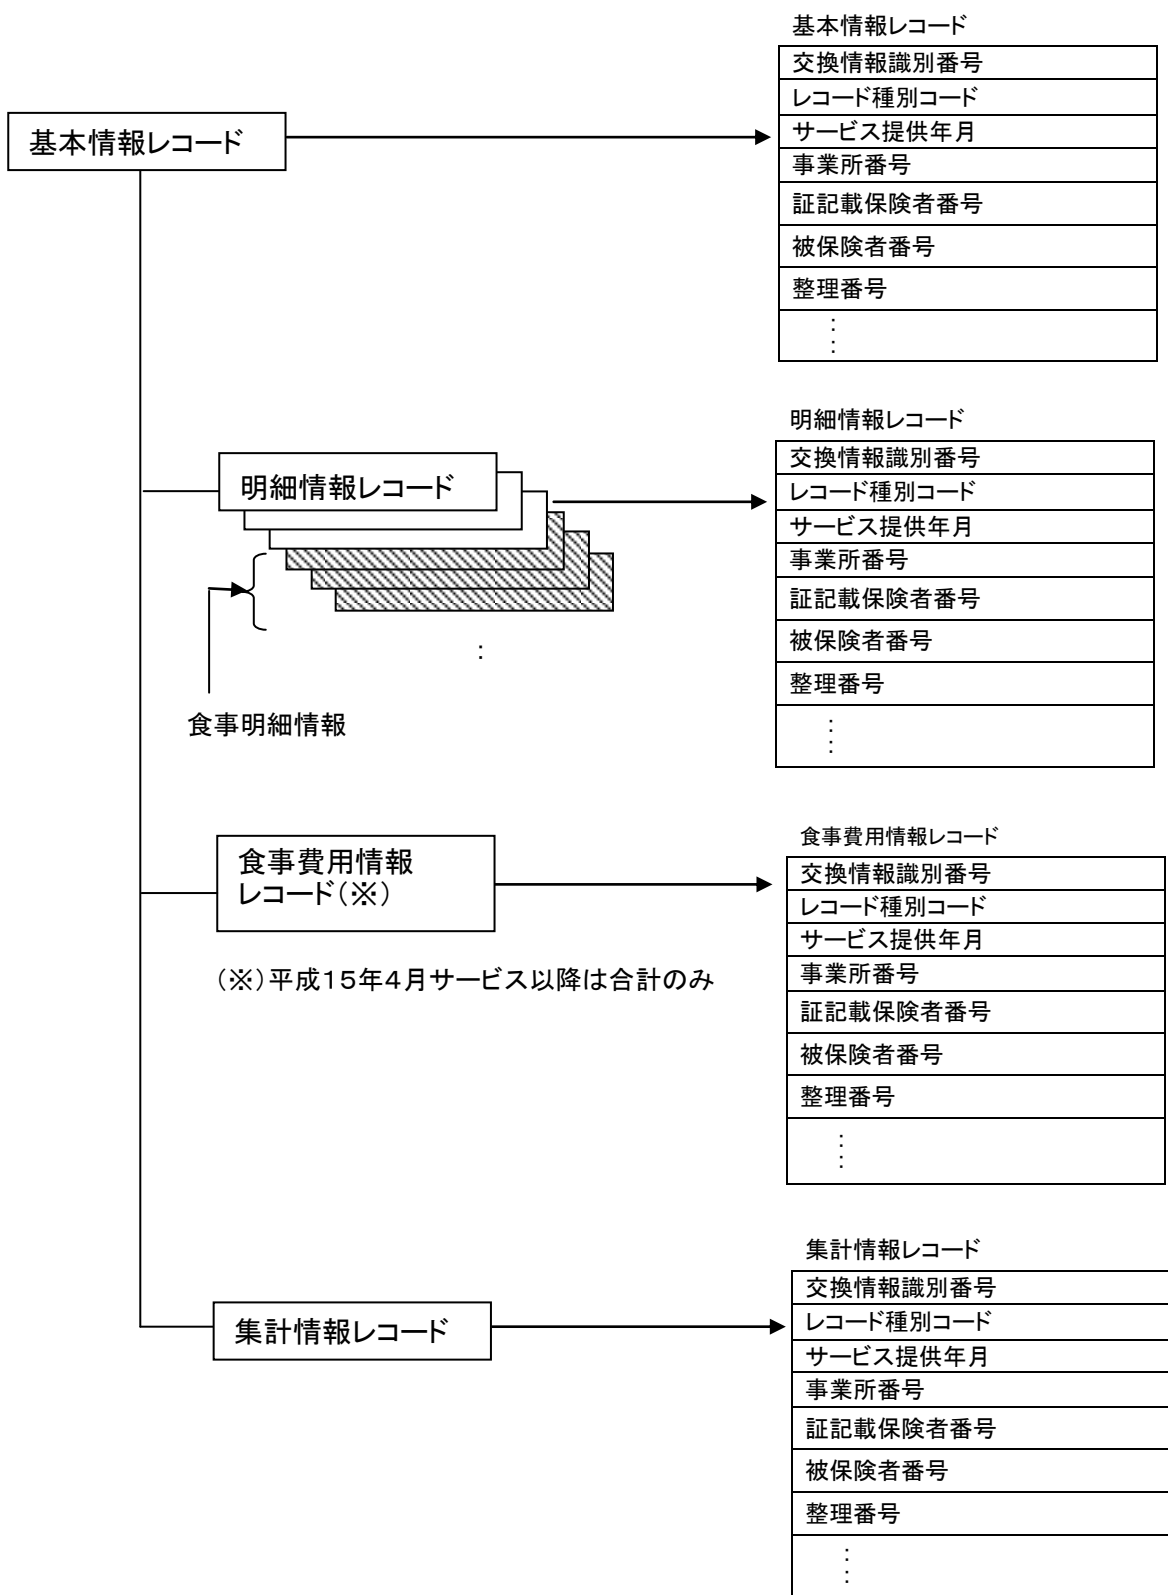 基本情報レコード
基本情報レコード
交換情報識別番号
レコード種別コード
サービス提供年月
事業所番号
証記載保険者番号
被保険者番号
整理番号
：
：
明細情報レコード
食事明細情報
：
明細情報レコード
交換情報識別番号
レコード種別コード
サービス提供年月
事業所番号
証記載保険者番号
被保険者番号
整理番号
：
：
食事費用情報
レコード（※）
（※）平成１５年４月サービス以降は合計のみ
食事費用情報レコード
交換情報識別番号
レコード種別コード
サービス提供年月
事業所番号
証記載保険者番号
被保険者番号
整理番号
：
：
集計情報レコード
集計情報レコード
交換情報識別番号
レコード種別コード
サービス提供年月
事業所番号
証記載保険者番号
被保険者番号
整理番号
：
：